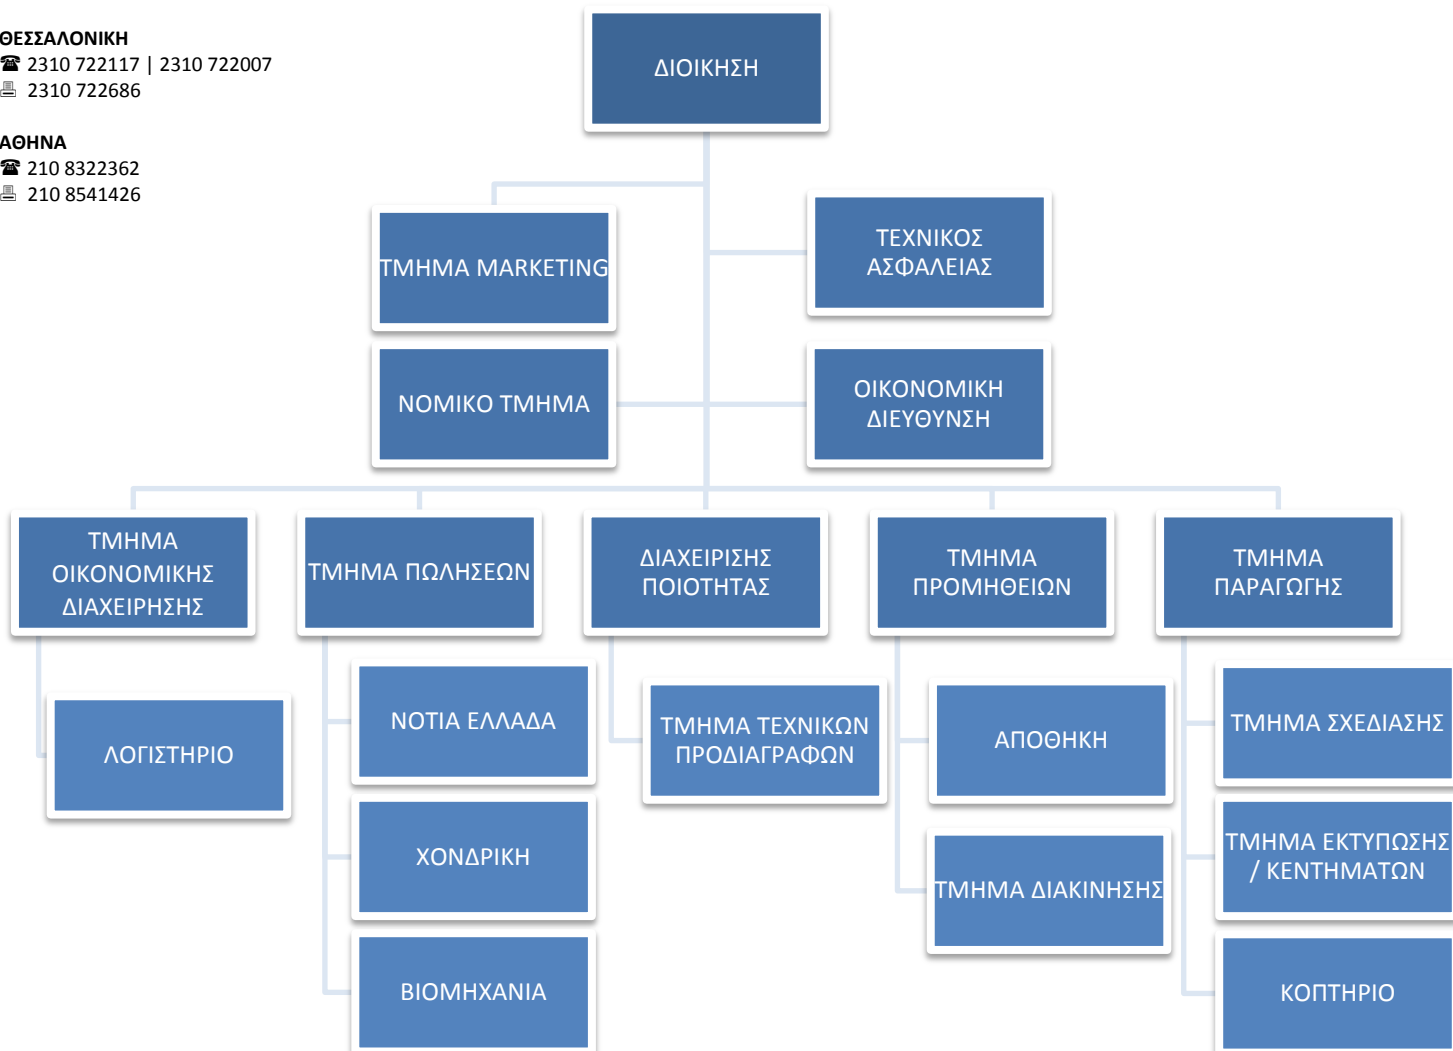 ΘΕΣΣΑΛΟΝΙΚΗ
☎ 2310 722117 | 2310 722007
2310 722686
ΑΘΗΝΑ
☎ 210 8322362
210 8541426
ΔΙΟΙΚΗΣΗ
ΤΜΗΜΑ MARKETING
ΤΕΧΝΙΚΟΣ
ΑΣΦΑΛΕΙΑΣ
ΝΟΜΙΚΟ ΤΜΗΜΑ
ΟΙΚΟΝΟΜΙΚΗ
ΔΙΕΥΘΥΝΣΗ
ΤΜΗΜΑ
ΟΙΚΟΝΟΜΙΚΗΣ
ΔΙΑΧΕΙΡΗΣΗΣ
ΤΜΗΜΑ ΠΩΛΗΣΕΩΝ
ΔΙΑΧΕΙΡΙΣΗΣ
ΠΟΙΟΤΗΤΑΣ
ΤΜΗΜΑ
ΠΡΟΜΗΘΕΙΩΝ
ΤΜΗΜΑ
ΠΑΡΑΓΩΓΗΣ
ΛΟΓΙΣΤΗΡΙΟ
ΝΟΤΙΑ ΕΛΛΑΔΑ
ΧΟΝΔΡΙΚΗ
ΒΙΟΜΗΧΑΝΙΑ
ΤΜΗΜΑ ΤΕΧΝΙΚΩΝ
ΠΡΟΔΙΑΓΡΑΦΩΝ
ΑΠΟΘΗΚΗ
ΤΜΗΜΑ ΔΙΑΚΙΝΗΣΗΣ
ΤΜΗΜΑ ΣΧΕΔΙΑΣΗΣ
ΤΜΗΜΑ ΕΚΤΥΠΩΣΗΣ
/ ΚΕΝΤΗΜΑΤΩΝ
ΚΟΠΤΗΡΙΟ